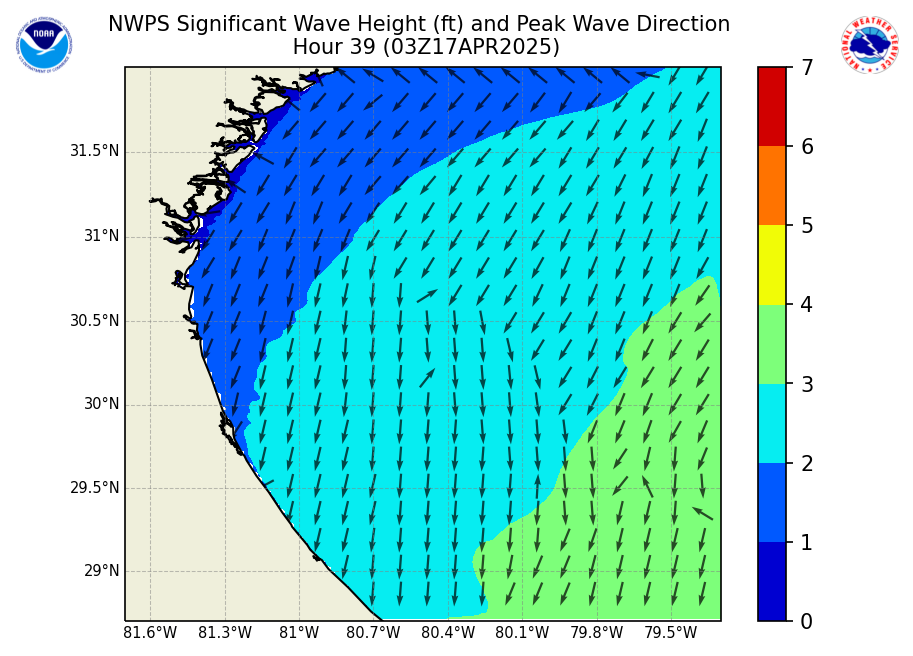 NWPS Significant Wave Height (ft) and Peak Wave Direction
Hour 39 (03Z17APR2025)
NOAA
NATIONAL WEATHER SERVICE
7
6
5
4
3
2
1
0
31.5°N
31°N
30.5°N
30°N
29.5°N
29°N
81.6°W 81.3°W 81°W 80.7°W 80.4°W 80.1°W 79.8°W 79.5°W